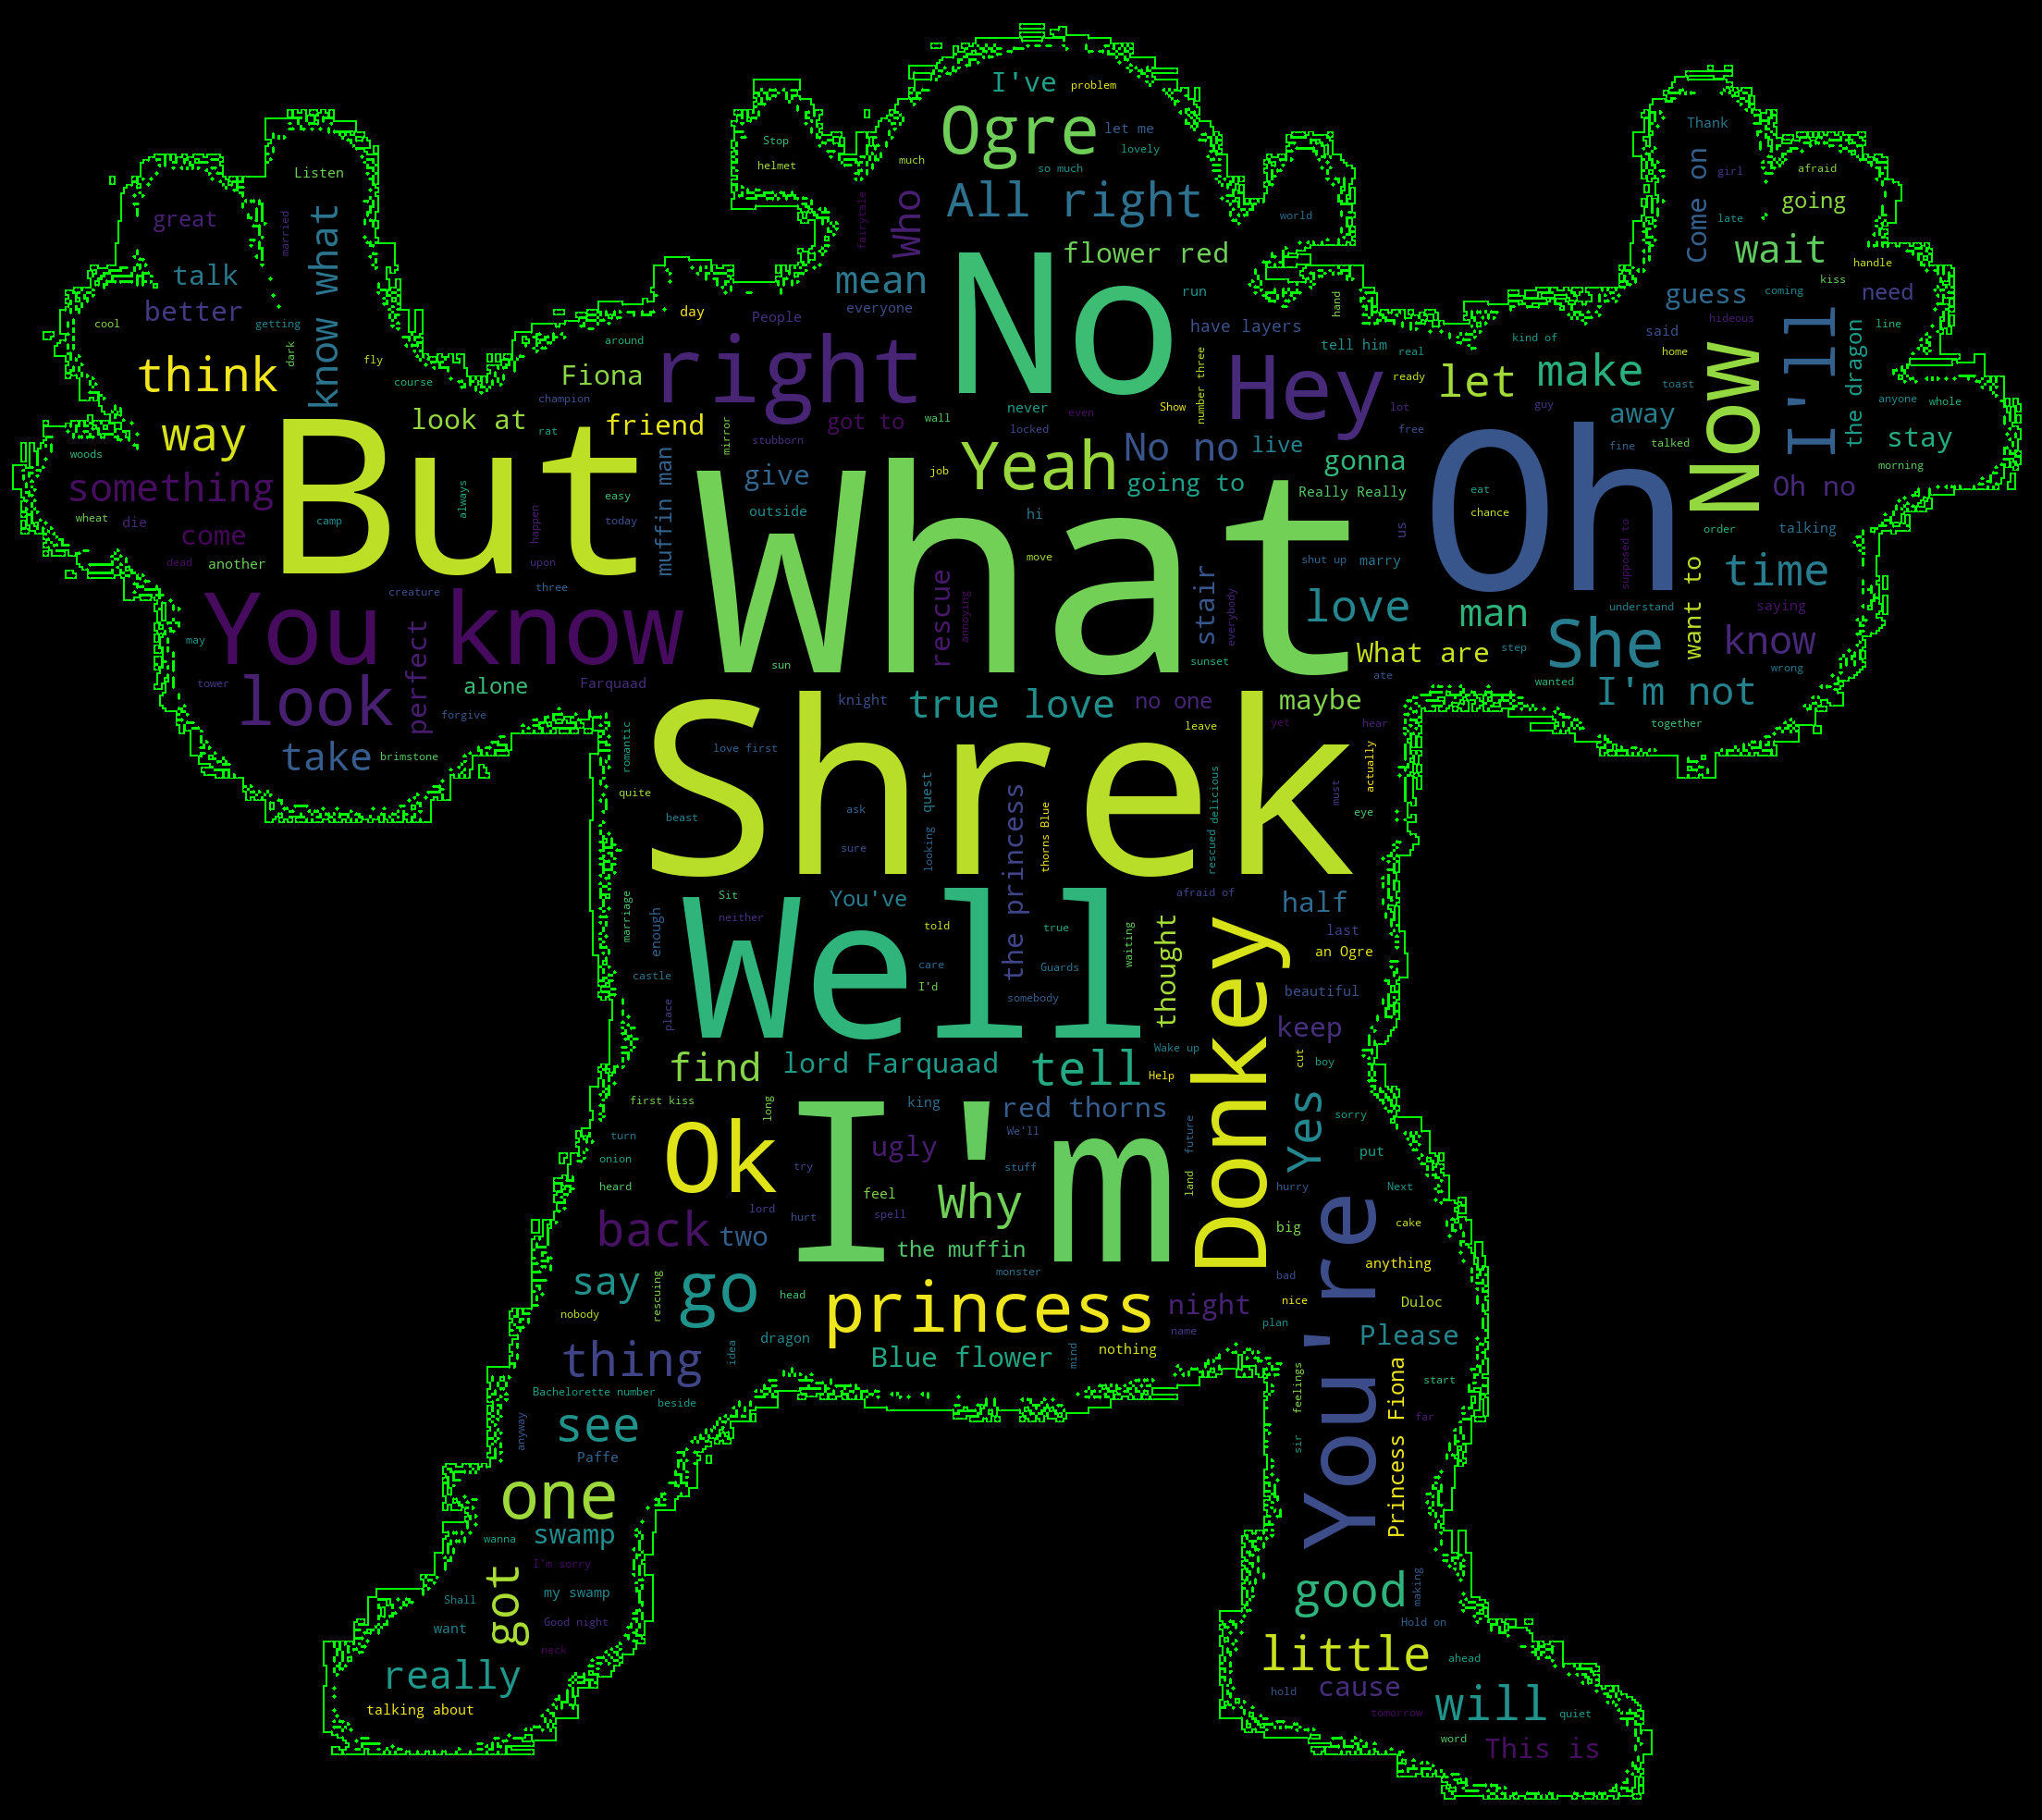 I've problem
Ogre let me
lovely
so much
Stop
helmet
much
fairytale
Who
All right
world
Thank
girl
afraid
going
late
Come on
wait
handle
kiss
Listen
great
married
know what
talk
better
getting
cool
dark
fly
think
course
way
woods
something
wheat
die
come
dead
another
mean
everyone
day
People
around
right
No
flower red
run
have layers
hand
tell him
number three
real
ready
Hey
lot
free
Show
never
even
locked
got to
wall
stubborn
mirror
Fiona
champion
look at
rat
friend
guess
coming
need
hideous
said
line
kind of
home
let
make
toast
guy
away
fine
talked
Now
I'll
the dragon
anyone
whole
stay
morning
Oh no
order
talking
But
camp
always
easy
today
happen
upon
three
creature
muffin man
give
outside
Yeah
No no
live
going to
gonna
Really Really
job
hi
us
move
shut up
marry
What
Oh
eat
chance
supposed to
time
understand
want to
saying
You know
may
tower
look
perfect
alone
forgive
Farquaad
take
brimstone
rescue
annoying
sun
stair
everybody
sunset
love
man
What are
step
ate
She
know
wrong
wanted
I'm not
together
knight
true love
no one
maybe
leave
yet
hear
romantic
quite
Shrek
love first
beast
ask
sure
quest
looking
the princess
thorns Blue
rescued delicious
must
actually
eye
Sit
neither
You've
afraid of
half
marriage
enough
Well
told
true
care
Guards
I'd
somebody
waiting
thought
last
an Ogre
castle
place
beautiful
keep
Donkey
find
lord Farquaad
tell
Wake up
Help
cut
boy
first kiss
long
king
red thorns
We'll
turn
onion
heard
Ok
I'm
ugly
try
stuff
feel
Why
spell
lord
hurt
future
land
Yes
sorry
put
hurry
Next
cake
back
two
the muffin
monster
big
anything
bad
say
rescuing
nobody
go
head
princess
night
name
nice
Duloc
plan
Please
You're
thing
idea
dragon
Blue flower
mind
nothing
Bachelorette number
beside
anyway
see
Paffe
feelings
sir
Princess Fiona
start
far
one
wanna
swamp
I'm sorry
got
my swamp
Shall
Good night
want
neck
really
talking about
good
making
Hold on
little
ahead
hold
cause
tomorrow
will
quiet
word
This is